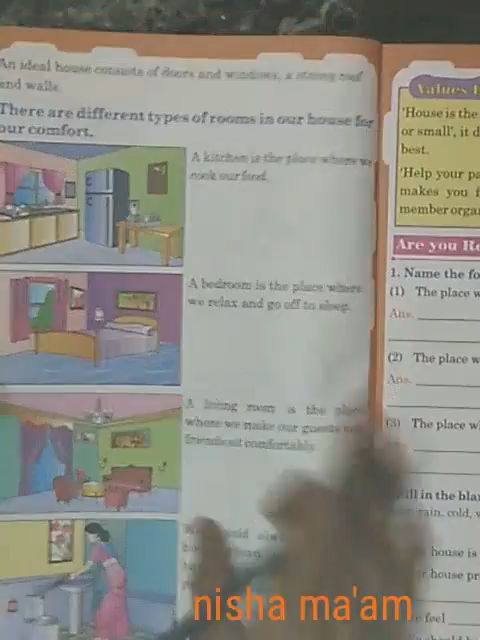 An ideal house consists of doors and windows, a strong roof
and walls.
There are different types of rooms in our house for
our comfort.
A kitchen is the place where we
cook our food.
A bedroom is the place where
we relax and go off to sleep.
A living room is the place
where we make our guests
friends sit comfortably.
Values
'House is the
or small', it d
best.
'Help your pa
makes you f
member orga
Are you Re
1. Name the fo
(1) The place w
Ans.
(2) The place w
Ans.
(3) The place w
ill in the bla
rain, cold,
house is
house pr
feel
nisha ma'am